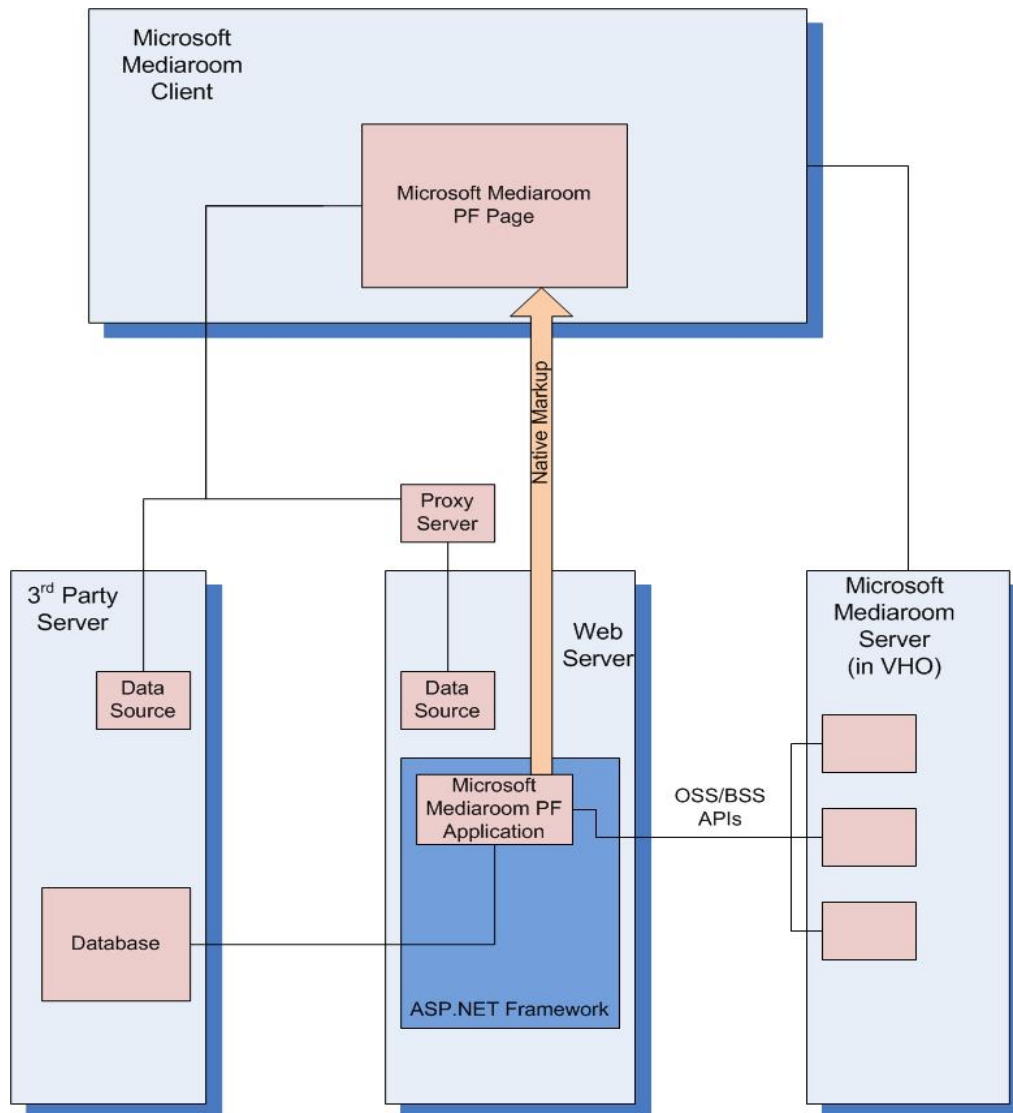 Microsoft
Mediaroom
Client
Microsoft Mediaroom
PF Page
Native Markup
Proxy
Server
3rd Party
Server
Data
Source
Database
Web
Server
Data
Source
Microsoft
Mediaroom PF
Application
ASP.NET Framework
OSS/BSS
APIs
Microsoft
Mediaroom
Server
(in VHO)